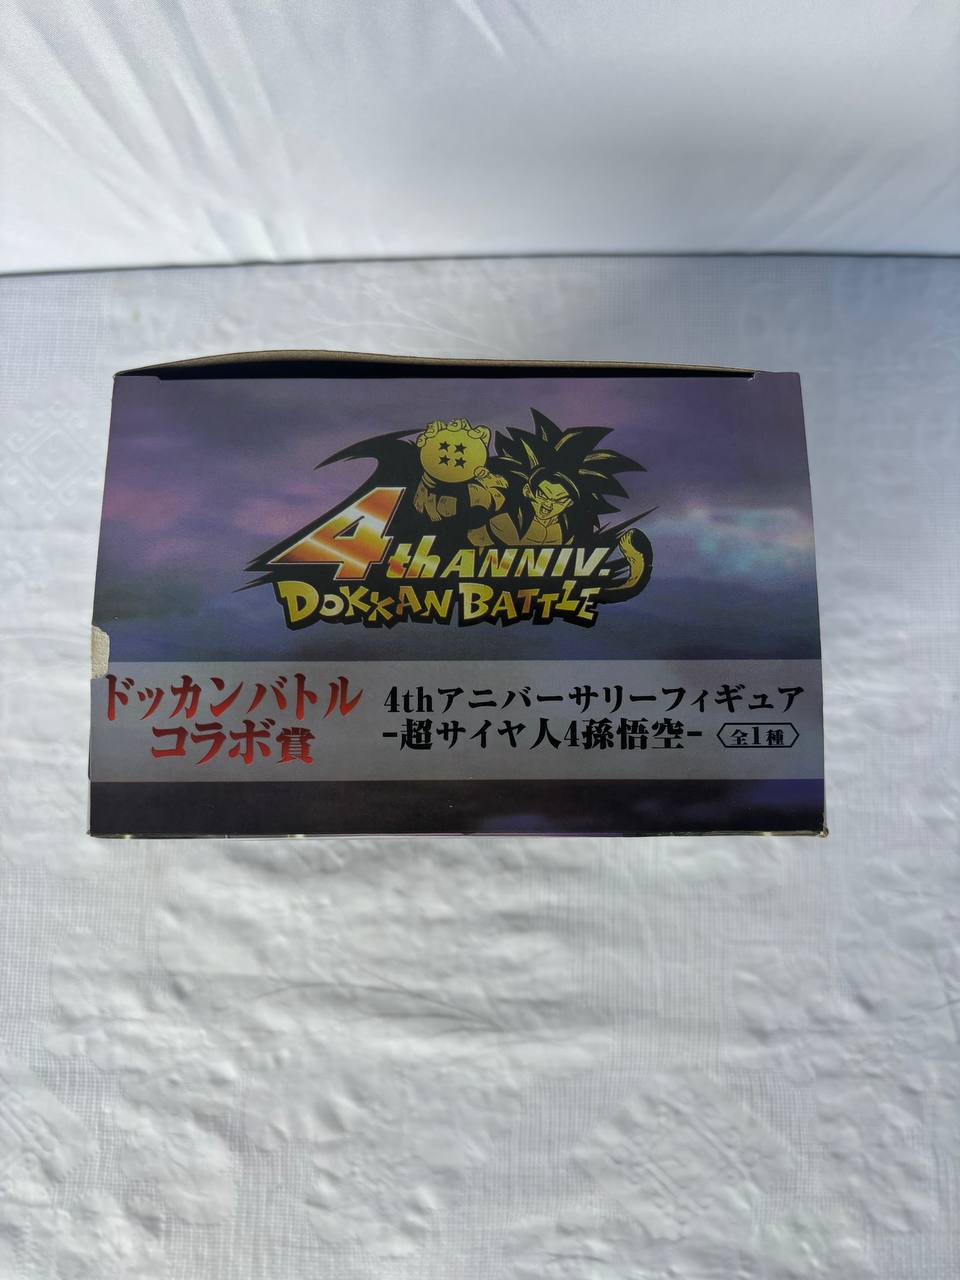 4th ANNIV.
DOKKAN BATTLE
ドッカンバトル
コラボ賞
4thアニバーサリーフィギュア
-超サイヤ人4孫悟空- 全1種